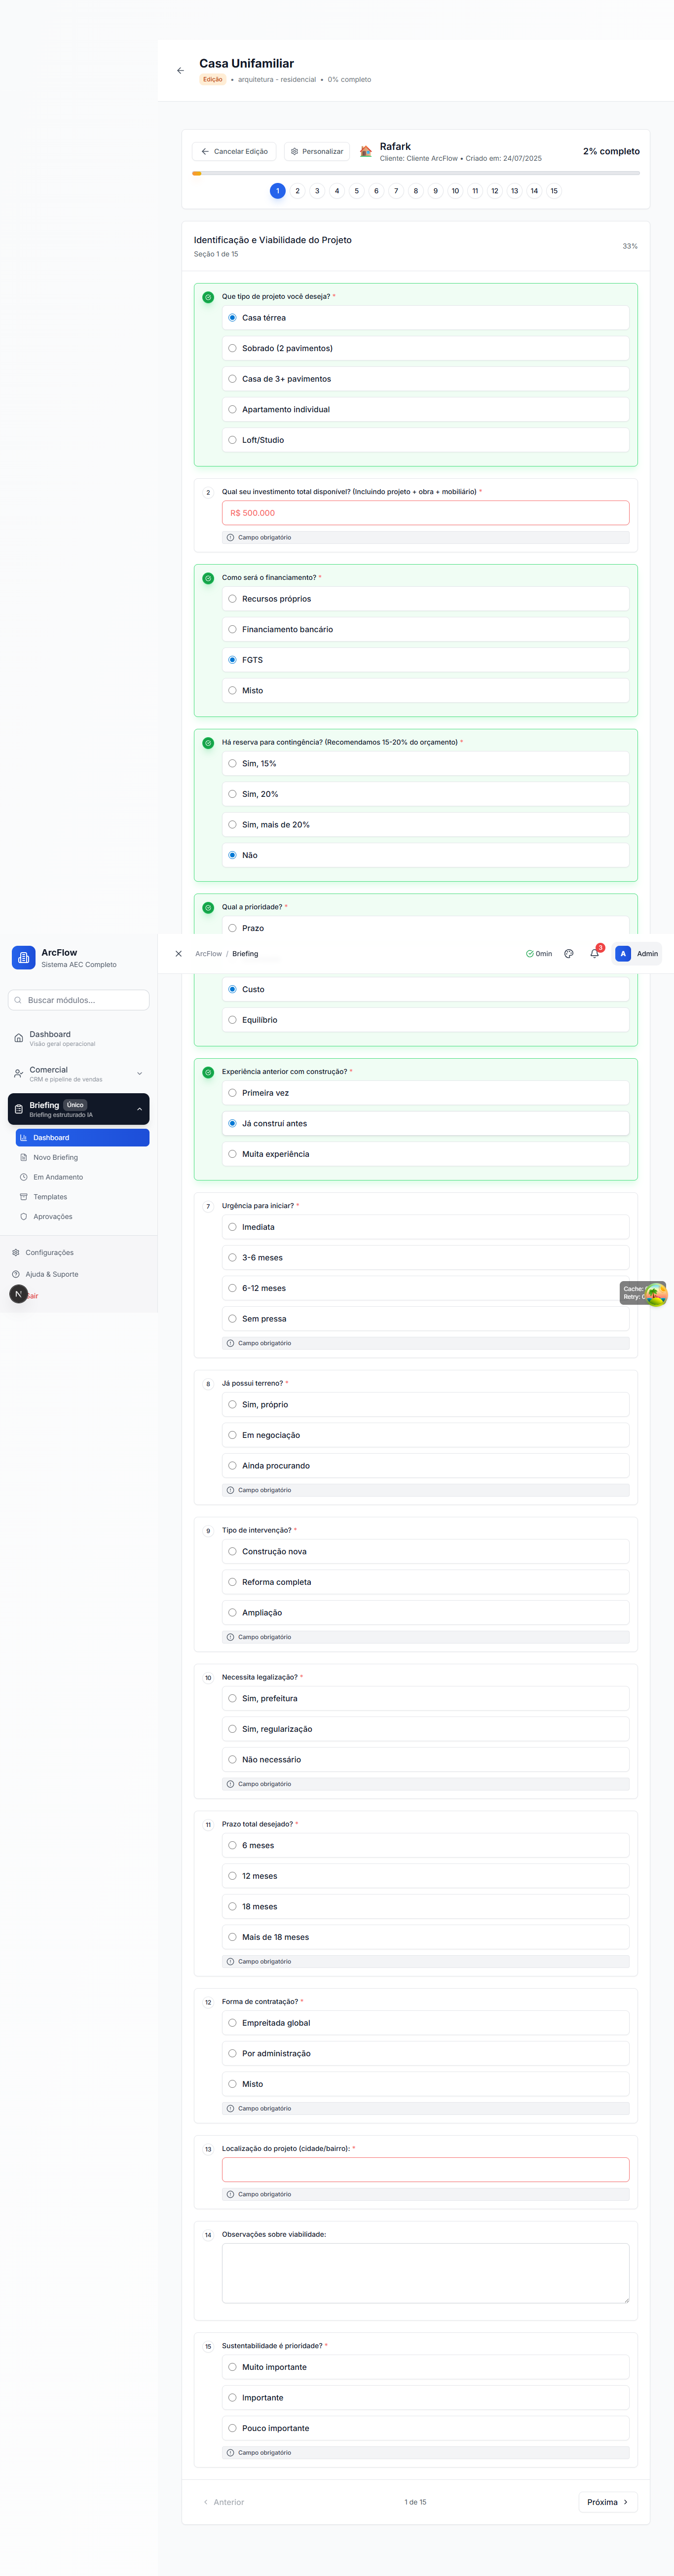 Casa Unifamiliar
Edição • arquitetura - residencial • 0% completo
Cancelar Edição
Personalizar
Rafark
Cliente: Cliente ArcFlow • Criado em: 24/07/2025
2% completo
1 2 3 4 5 6 7 8 9 10 11 12 13 14 15
Identificação e Viabilidade do Projeto
Seção 1 de 15
33%
Que tipo de projeto você deseja? *
Casa térrea
Sobrado (2 pavimentos)
Casa de 3+ pavimentos
Apartamento individual
Loft/Studio
2 Qual seu investimento total disponível? (Incluindo projeto + obra + mobiliário) *
R$ 500.000
Campo obrigatório
Como será o financiamento? *
Recursos próprios
Financiamento bancário
FGTS
Misto
Há reserva para contingência? (Recomendamos 15-20% do orçamento) *
Sim, 15%
Sim, 20%
Sim, mais de 20%
Não
Qual a prioridade? *
Prazo
ArcFlow
Sistema AEC Completo
Buscar módulos...
Dashboard
Visão geral operacional
Comercial
CRM e pipeline de vendas
Briefing Único
Briefing estruturado IA
Dashboard
Novo Briefing
Em Andamento
Templates
Aprovações
Configurações
Ajuda & Suporte
N
ArcFlow / Briefing
0min
3
A Admin
Custo
Equilíbrio
Experiência anterior com construção? *
Primeira vez
Já construí antes
Muita experiência
7 Urgência para iniciar? *
Imediata
3-6 meses
6-12 meses
Sem pressa
Campo obrigatório
Cache:
Retry:
8 Já possui terreno? *
Sim, próprio
Em negociação
Ainda procurando
Campo obrigatório
9 Tipo de intervenção? *
Construção nova
Reforma completa
Ampliação
Campo obrigatório
10 Necessita legalização? *
Sim, prefeitura
Sim, regularização
Não necessário
Campo obrigatório
11 Prazo total desejado? *
6 meses
12 meses
18 meses
Mais de 18 meses
Campo obrigatório
12 Forma de contratação? *
Empreitada global
Por administração
Misto
Campo obrigatório
13 Localização do projeto (cidade/bairro): *
Campo obrigatório
14 Observações sobre viabilidade:
15 Sustentabilidade é prioridade? *
Muito importante
Importante
Pouco importante
Campo obrigatório
Anterior
1 de 15
Próxima